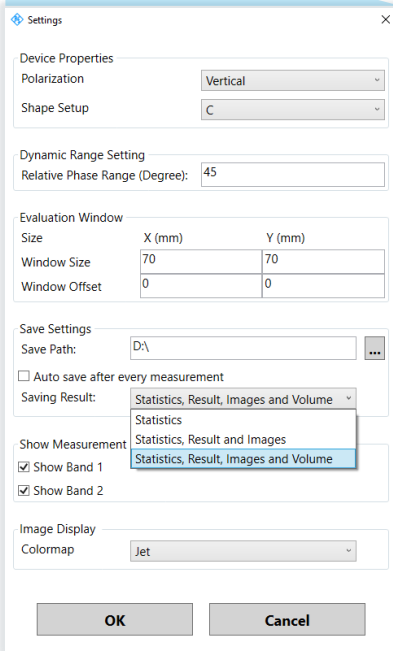 Settings
Device Properties
Polarization Vertical
Shape Setup C
Dynamic Range Setting
Relative Phase Range (Degree): 45
Evaluation Window
Size X (mm) Y (mm)
Window Size 70 70
Window Offset 0 0
Save Settings
Save Path: D:\ ...
Auto save after every measurement
Saving Result: Statistics, Result, Images and Volume
Statistics
Statistics, Result and Images
Statistics, Result, Images and Volume
Show Measurement
Show Band 1
Show Band 2
Image Display
Colormap Jet
OK Cancel